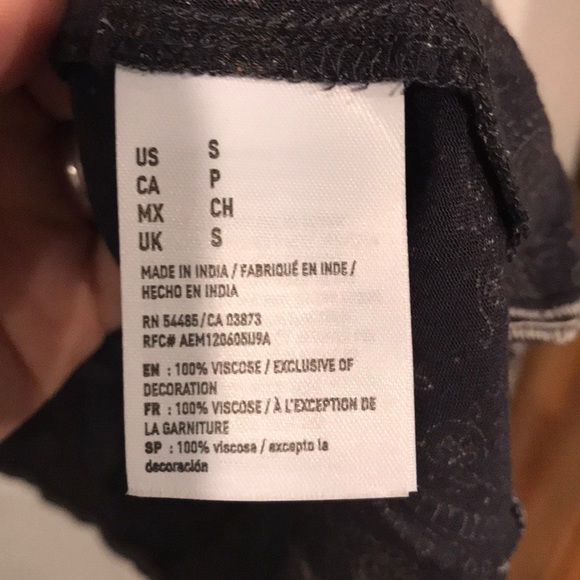 US S
CA P
MX CH
UK S
MADE IN INDIA / FABRIQUÉ EN INDE /
HECHO EN INDIA
RN 54485/CA 03873
RFC# AEM120605U9A
EN : 100% VISCOSE / EXCLUSIVE OF
DECORATION
FR : 100% VISCOSE / À L'EXCEPTION DE
LA GARNITURE
SP : 100% viscosa / excepto la
decoración